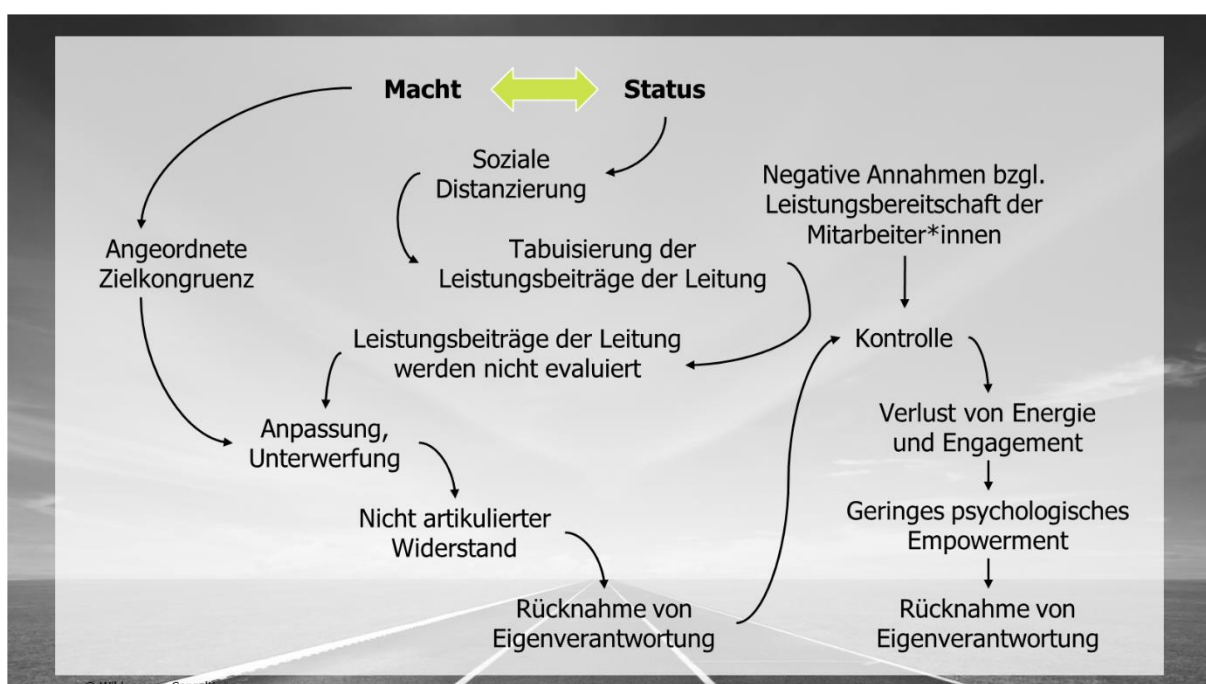 Macht
Status
Soziale
Distanzierung
Negative Annahmen bzgl.
Leistungsbereitschaft der
Mitarbeiter*innen
Angeordnete
Zielkongruenz
Tabuisierung der
Leistungsbeiträge der Leitung
Leistungsbeiträge der Leitung
werden nicht evaluiert
Kontrolle
Anpassung,
Unterwerfung
Verlust von Energie
und Engagement
Nicht artikulierter
Widerstand
Geringes psychologisches
Empowerment
Rücknahme von
Eigenverantwortung
Rücknahme von
Eigenverantwortung